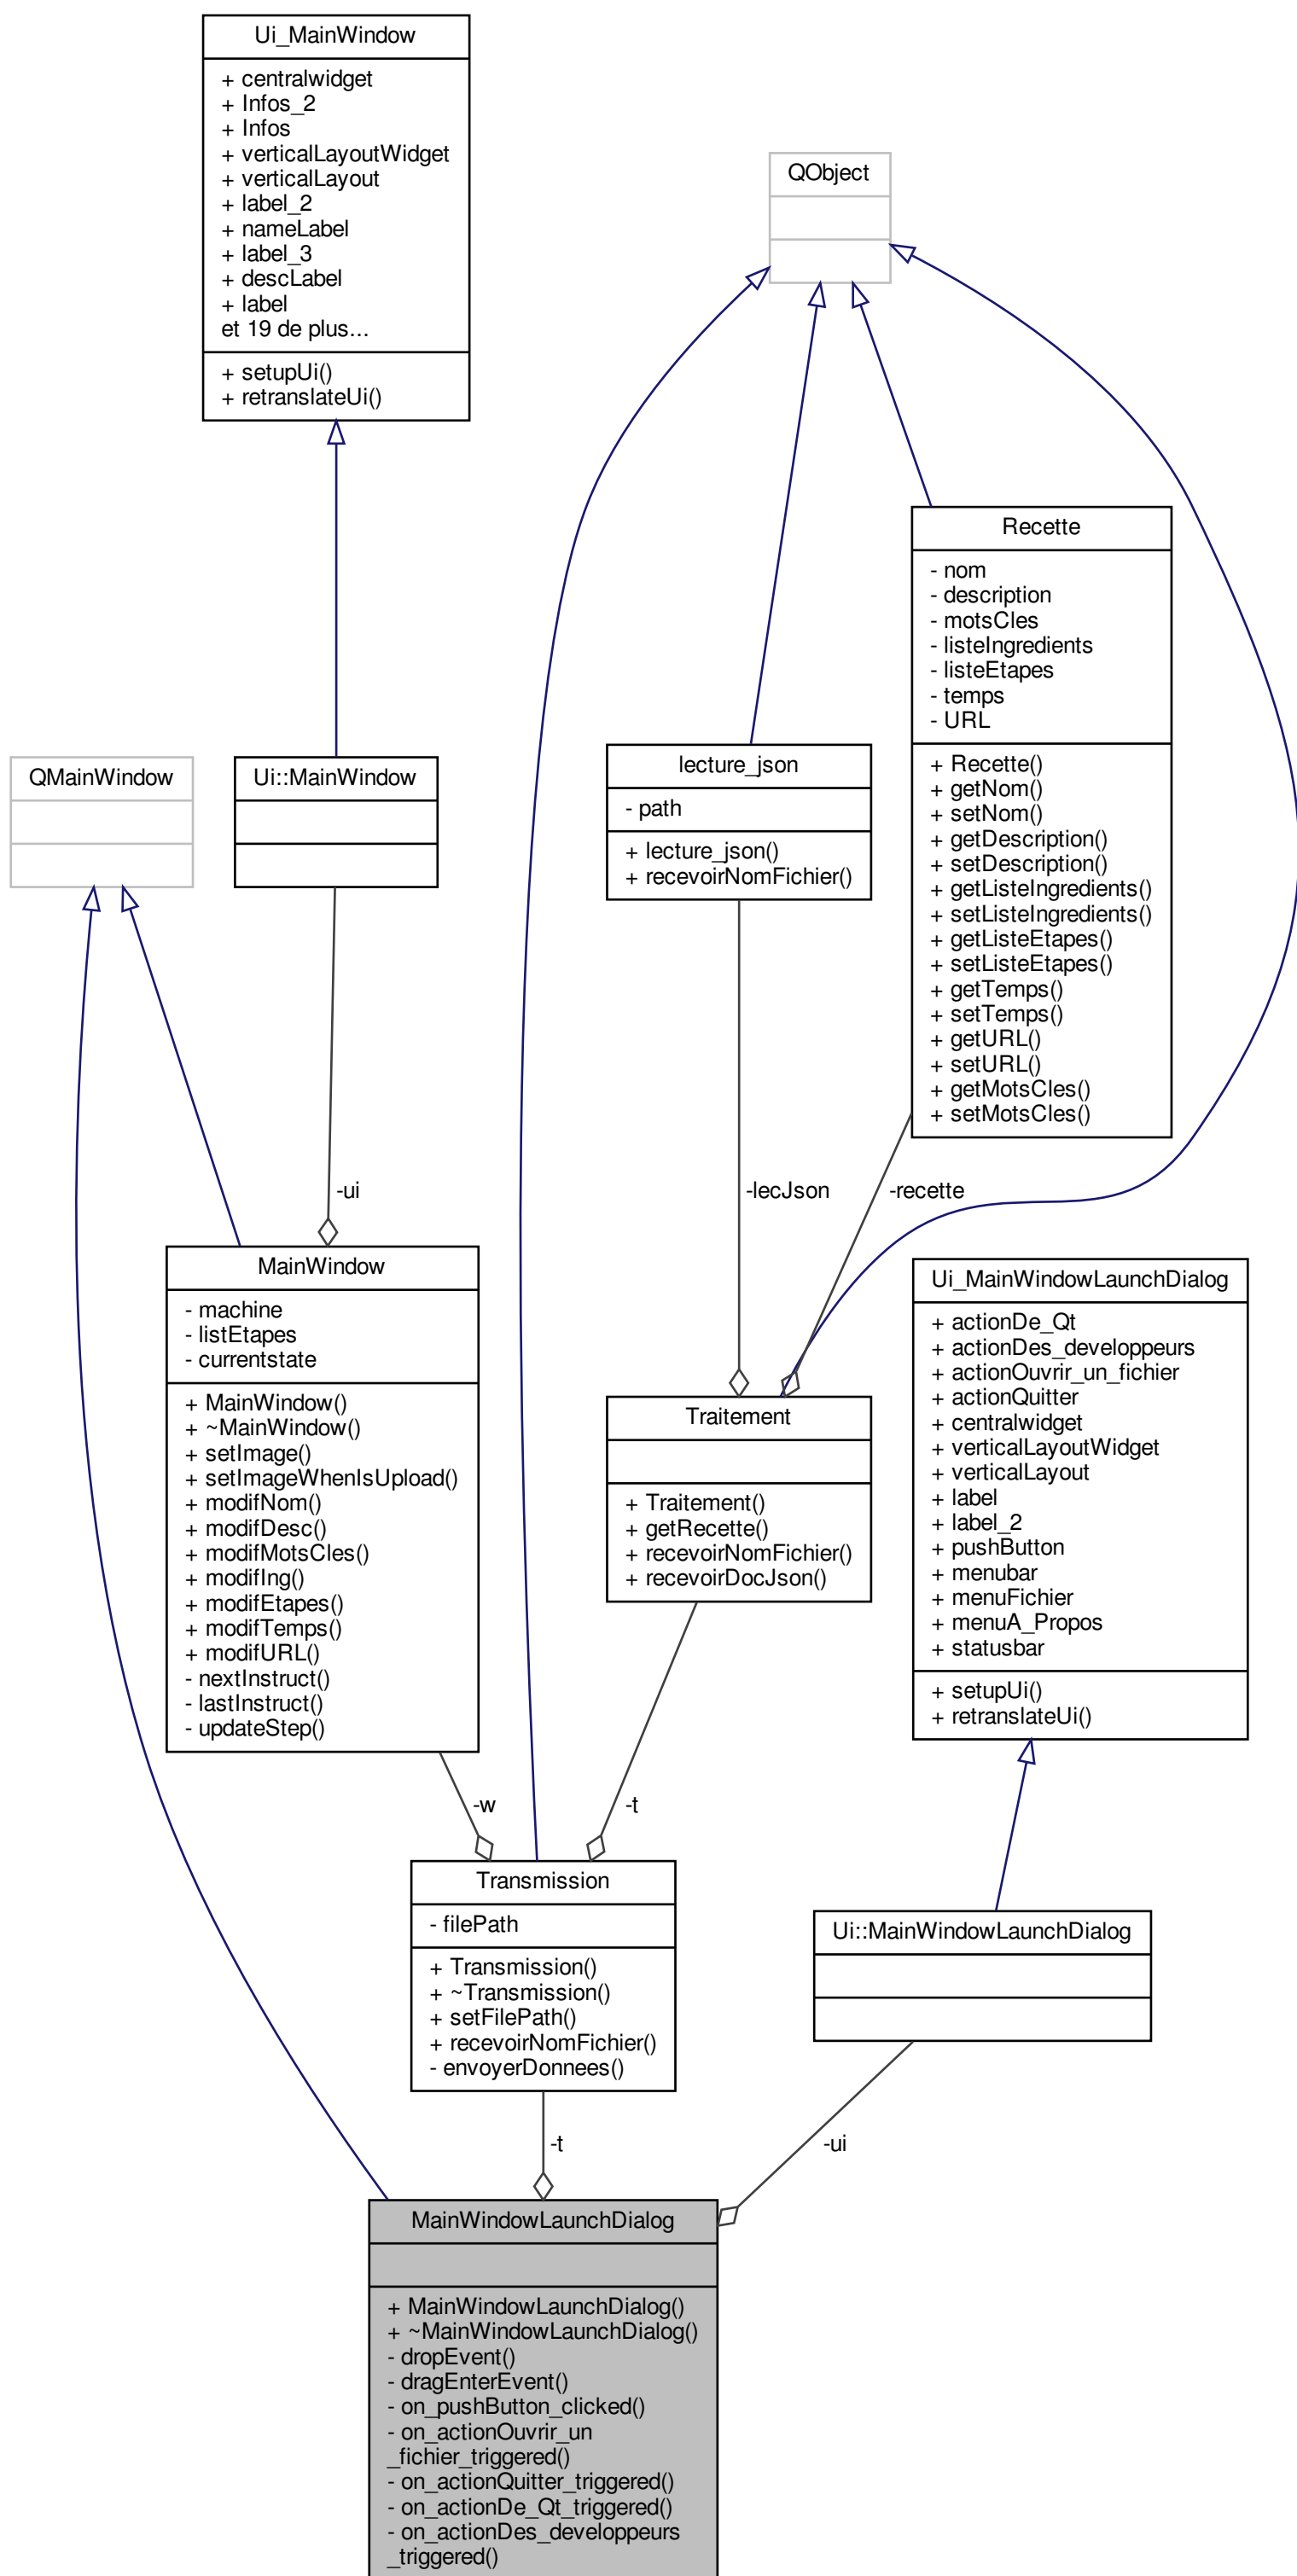 Ui_MainWindow
+ centralwidget
+ Infos_2
+ Infos
+ verticalLayoutWidget
+ verticalLayout
+ label_2
+ nameLabel
+ label_3
+ descLabel
+ label
et 19 de plus...
+ setupUi()
+ retranslateUi()
QObject
Recette
- nom
- description
- motsCles
- listeIngredients
- listeEtapes
- temps
- URL
+ Recette()
+ getNom()
+ setNom()
+ getDescription()
+ setDescription()
+ getListeIngredients()
+ setListeIngredients()
+ getListeEtapes()
+ setListeEtapes()
+ getTemps()
+ setTemps()
+ getURL()
+ setURL()
+ getMotsCles()
+ setMotsCles()
QMainWindow
Ui::MainWindow
lecture_json
- path
+ lecture_json()
+ recevoirNomFichier()
-ui
-lecJson
-recette
MainWindow
- machine
- listEtapes
- currentstate
+ MainWindow()
+ ~MainWindow()
+ setImage()
+ setImageWhenIsUpload()
+ modifNom()
+ modifDesc()
+ modifMotsCles()
+ modifIng()
+ modifEtapes()
+ modifTemps()
+ modifURL()
- nextInstruct()
- lastInstruct()
- updateStep()
Traitement
+ Traitement()
+ getRecette()
+ recevoirNomFichier()
+ recevoirDocJson()
Ui_MainWindowLaunchDialog
+ actionDe_Qt
+ actionDes_developpeurs
+ actionOuvrir_un_fichier
+ actionQuitter
+ centralwidget
+ verticalLayoutWidget
+ verticalLayout
+ label
+ label_2
+ pushButton
+ menubar
+ menuFichier
+ menuA_Propos
+ statusbar
+ setupUi()
+ retranslateUi()
-w
-t
Transmission
- filePath
+ Transmission()
+ ~Transmission()
+ setFilePath()
+ recevoirNomFichier()
- envoyerDonnees()
Ui::MainWindowLaunchDialog
-t
-ui
MainWindowLaunchDialog
+ MainWindowLaunchDialog()
+ ~MainWindowLaunchDialog()
- dropEvent()
- dragEnterEvent()
- on_pushButton_clicked()
- on_actionOuvrir_un
_fichier_triggered()
- on_actionQuitter_triggered()
- on_actionDe_Qt_triggered()
- on_actionDes_developpeurs
_triggered()